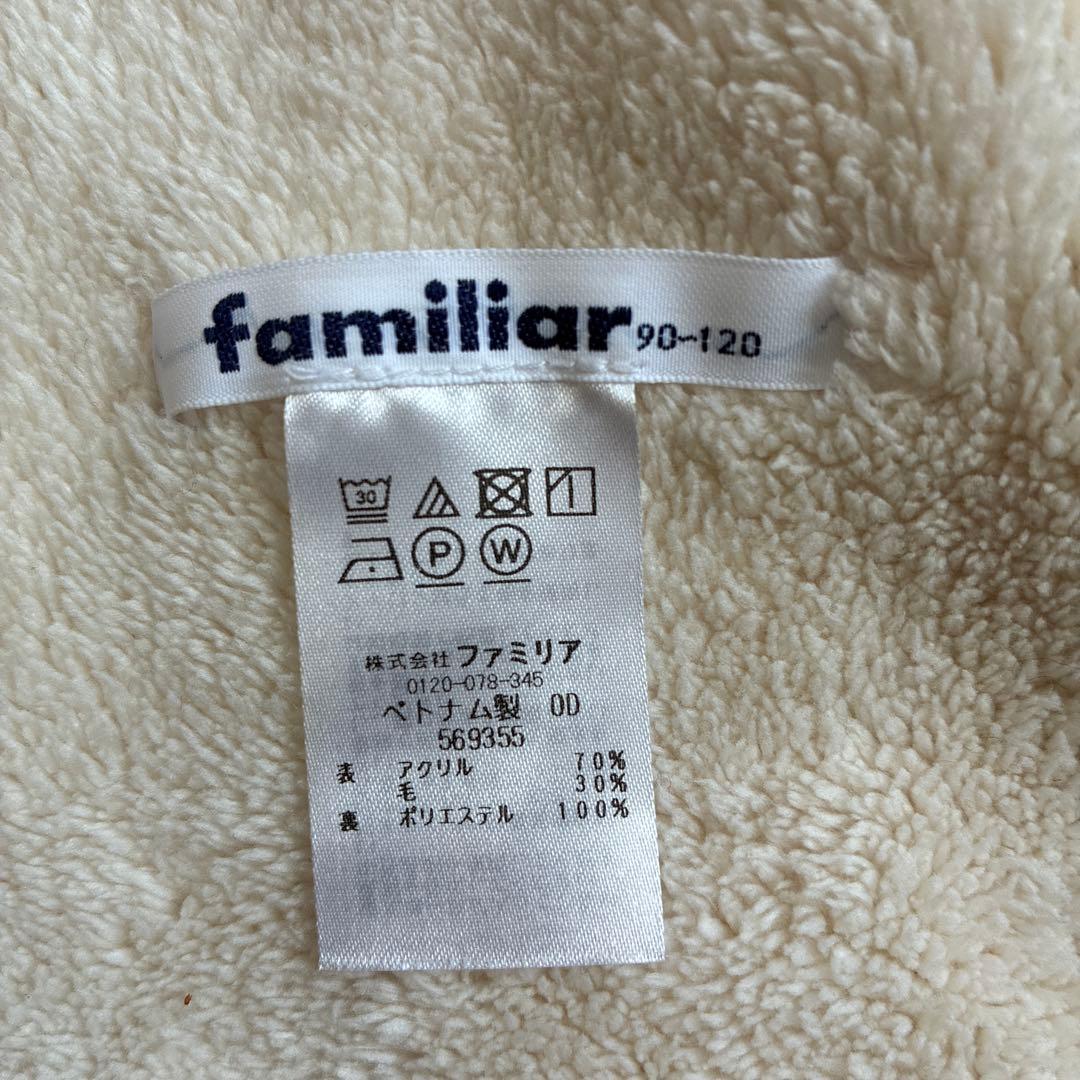 familiar 90-120
30
P W
株式会社 ファミリア
0120-078-345
ベトナム製 OD
569355
表 アクリル 70%
毛 30%
裏 ポリエステル 100%